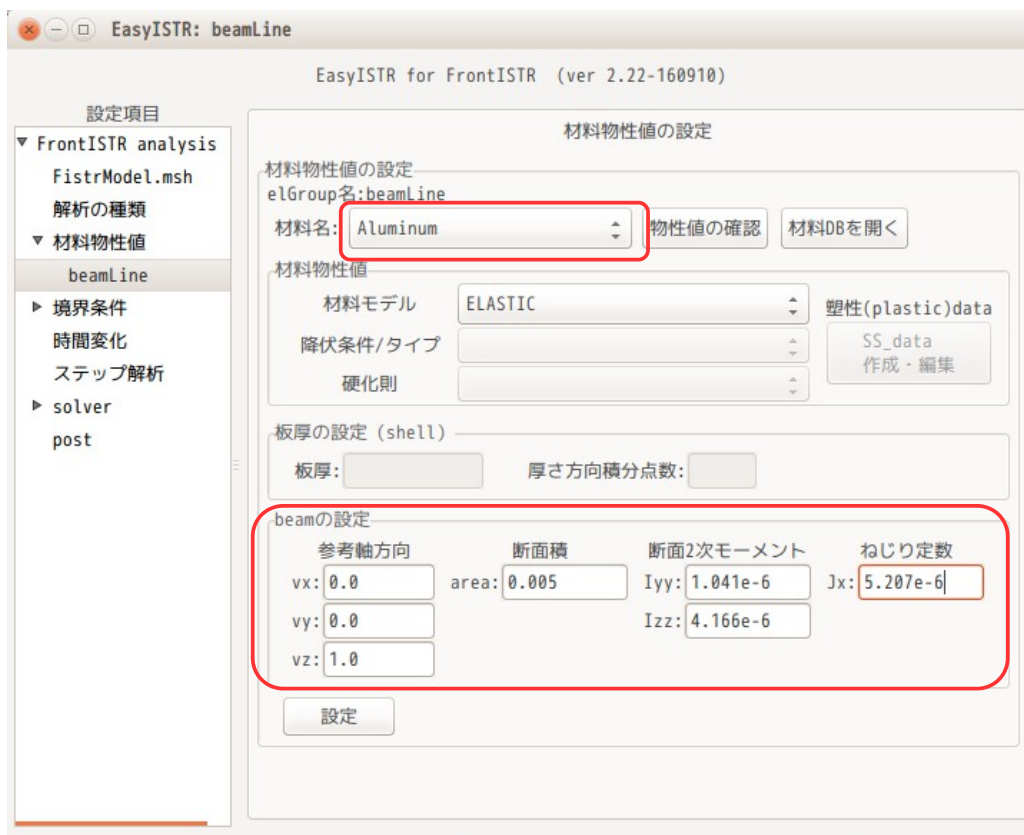 EasyISTR: beamLine
EasyISTR for FrontISTR (ver 2.22-160910)
設定項目
FrontISTR analysis
FistrModel.msh
解析の種類
材料物性値
beamLine
境界条件
時間変化
ステップ解析
solver
post
材料物性値の設定
材料物性値の設定
elGroup名:beamLine
材料名: Aluminum 物性値の確認 材料DBを開く
材料物性値
材料モデル ELASTIC 塑性(plastic)data
降伏条件/タイプ SS_data
作成・編集
硬化則
板厚の設定 (shell)
板厚: 厚さ方向積分点数:
beamの設定
参考軸方向 断面積 断面2次モーメント ねじり定数
vx: 0.0 area: 0.005 Iyy: 1.041e-6 Jx: 5.207e-6
vy: 0.0 Izz: 4.166e-6
vz: 1.0
設定